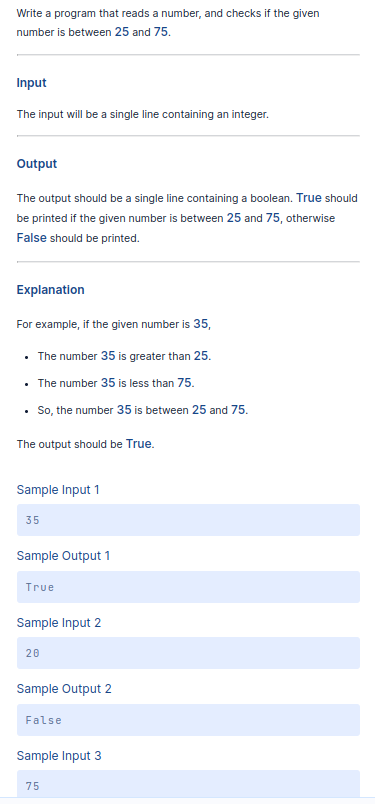 Write a program that reads a number, and checks if the given
number is between 25 and 75.
Input
The input will be a single line containing an integer.
Output
The output should be a single line containing a boolean. True should
be printed if the given number is between 25 and 75, otherwise
False should be printed.
Explanation
For example, if the given number is 35,
• The number 35 is greater than 25.
• The number 35 is less than 75.
• So, the number 35 is between 25 and 75.
The output should be True.
Sample Input 1
35
Sample Output 1
True
Sample Input 2
20
Sample Output 2
False
Sample Input 3
75